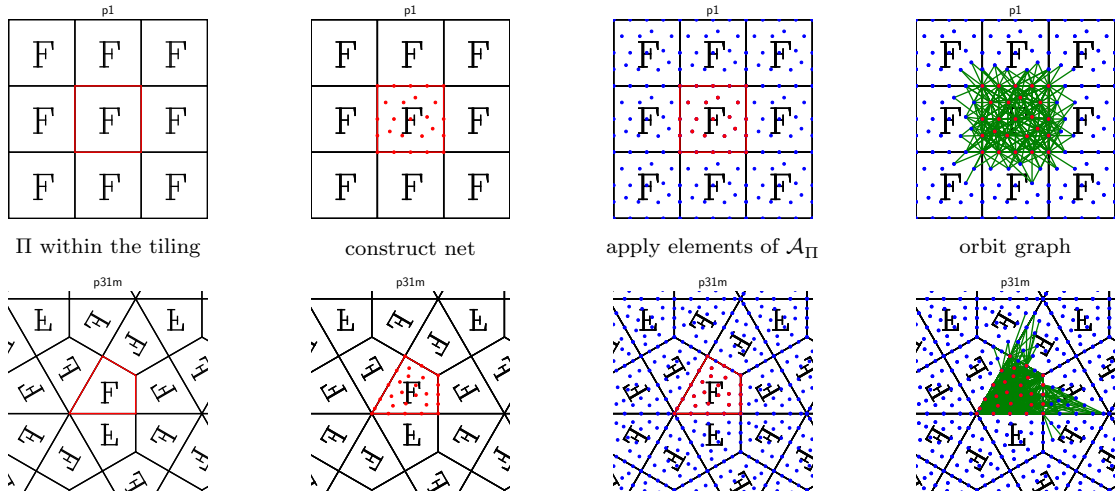 p1 p1 p1 p1
F F F F F F F F F F F F
F F F F F F F F F F F F
F F F F F F F F F F F F
Π within the tiling construct net apply elements of 𝒜_Π orbit graph
p31m p31m p31m p31m